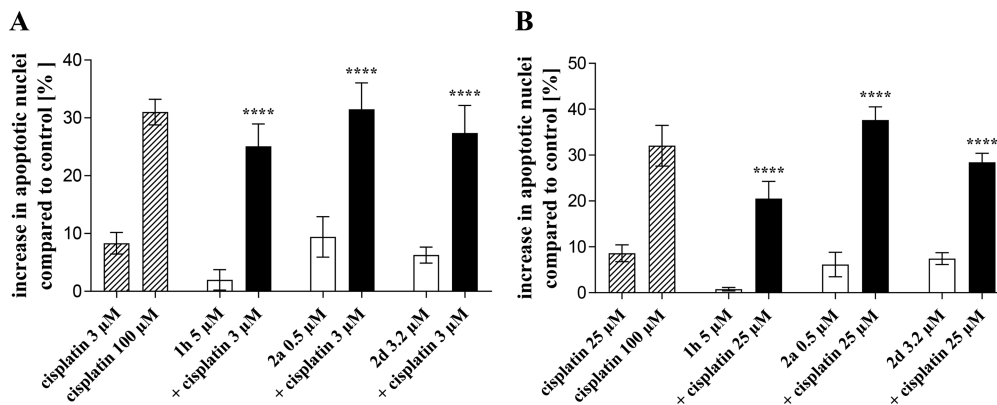 A
increase in apoptotic nuclei
compared to control [%]
40
30
20
10
0
****
****
****
cisplatin 3 µM
cisplatin 100 µM
1h 5 µM
+ cisplatin 3 µM
2a 0.5 µM
+ cisplatin 3 µM
2d 3.2 µM
+ cisplatin 3 µM
B
increase in apoptotic nuclei
compared to control [% ]
50
40
30
20
10
0
****
****
****
cisplatin 25 µM
cisplatin 100 µM
1h 5 µM
+ cisplatin 25 µM
2a 0.5 µM
+ cisplatin 25 µM
2d 3.2 µM
+ cisplatin 25 µM